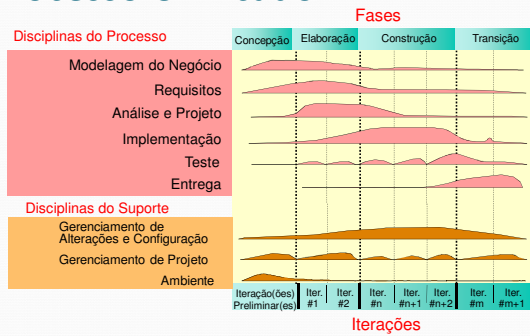 Fases
Disciplinas do Processo
Concepção Elaboração Construção Transição
Modelagem do Negócio
Requisitos
Análise e Projeto
Implementação
Teste
Entrega
Disciplinas do Suporte
Gerenciamento de
Alterações e Configuração
Gerenciamento de Projeto
Ambiente
Iteração(ões) Iter. Iter. Iter. Iter. Iter. Iter. Iter.
Preliminar(es) #1 #2 #n #n+1 #n+2 #m #m+1
Iterações